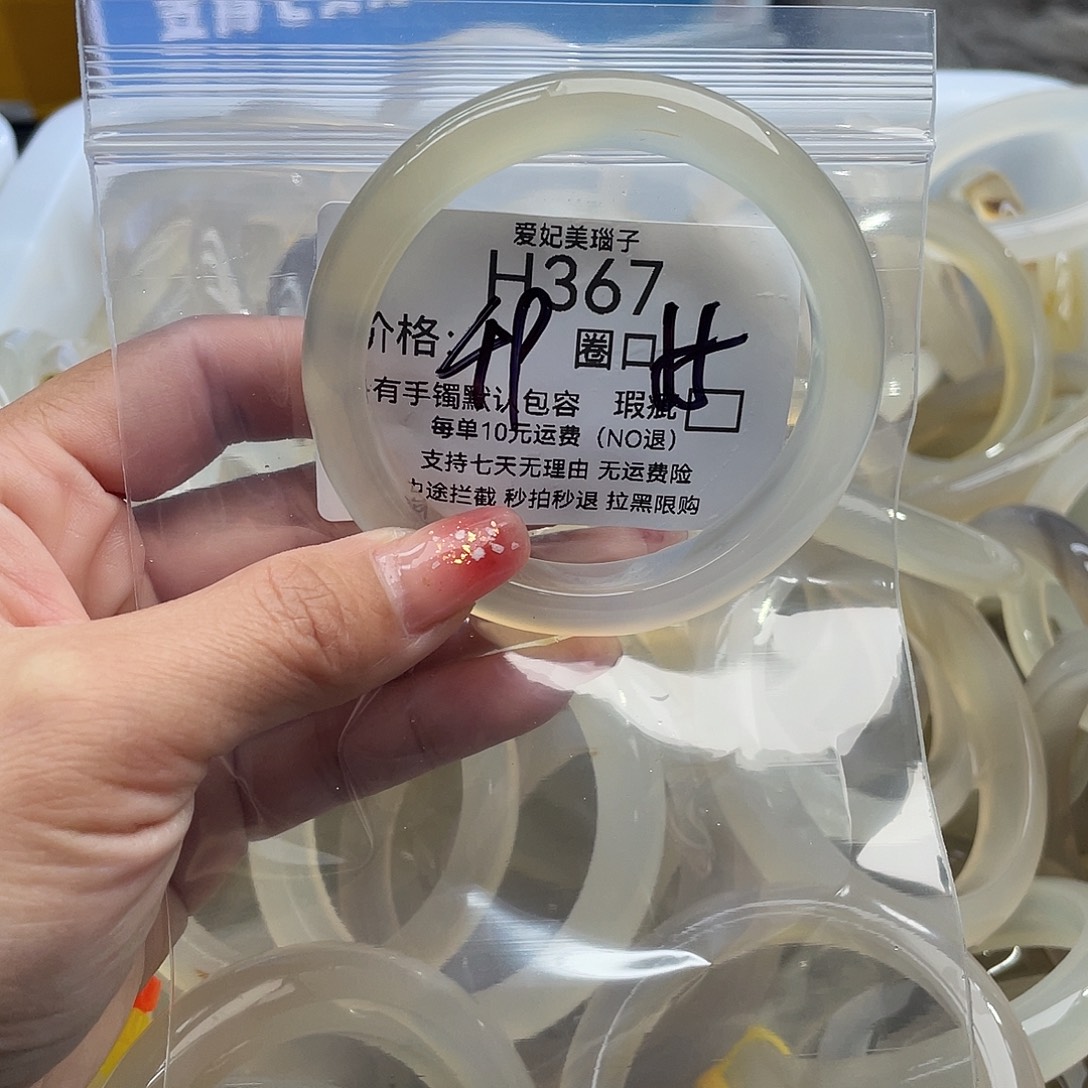 爱妃美瑙子
H367
价格: 49 圈口
有手镯默认包容 瑕疵
每单10元运费（NO退）
支持七天无理由 无运费险
中途拦截 秒拍秒退 拉黑限购